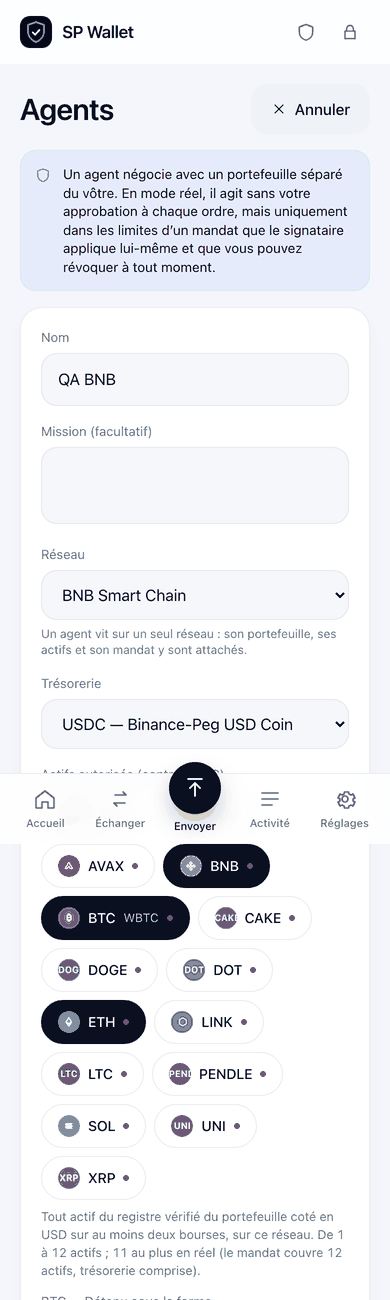 SP Wallet
Agents
Annuler
Un agent négocie avec un portefeuille séparé
du vôtre. En mode réel, il agit sans votre
approbation à chaque ordre, mais uniquement
dans les limites d'un mandat que le signataire
applique lui-même et que vous pouvez
révoquer à tout moment.
Nom
QA BNB
Mission (facultatif)
Réseau
BNB Smart Chain
Un agent vit sur un seul réseau : son portefeuille, ses
actifs et son mandat y sont attachés.
Trésorerie
USDC — Binance-Peg USD Coin
Accueil
Échanger
Envoyer
Activité
Réglages
AVAX
BNB
BTC WBTC
CAKE
DOG DOGE
DOT DOT
ETH
LINK
LTC LTC
PENDLE
SOL
UNI UNI
XRP XRP
Tout actif du registre vérifié du portefeuille coté en
USD sur au moins deux bourses, sur ce réseau. De 1
à 12 actifs ; 11 au plus en réel (le mandat couvre 12
actifs, trésorerie comprise).